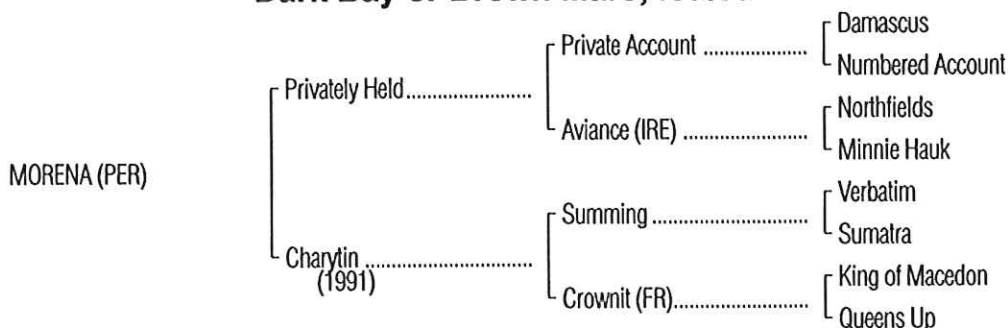 MORENA (PER)
Privately Held
Charytin
(1991)
Private Account
Aviance (IRE)
Summing
Crownit (FR)
Damascus
Numbered Account
Northfields
Minnie Hauk
Verbatim
Sumatra
King of Macedon
Queens Up